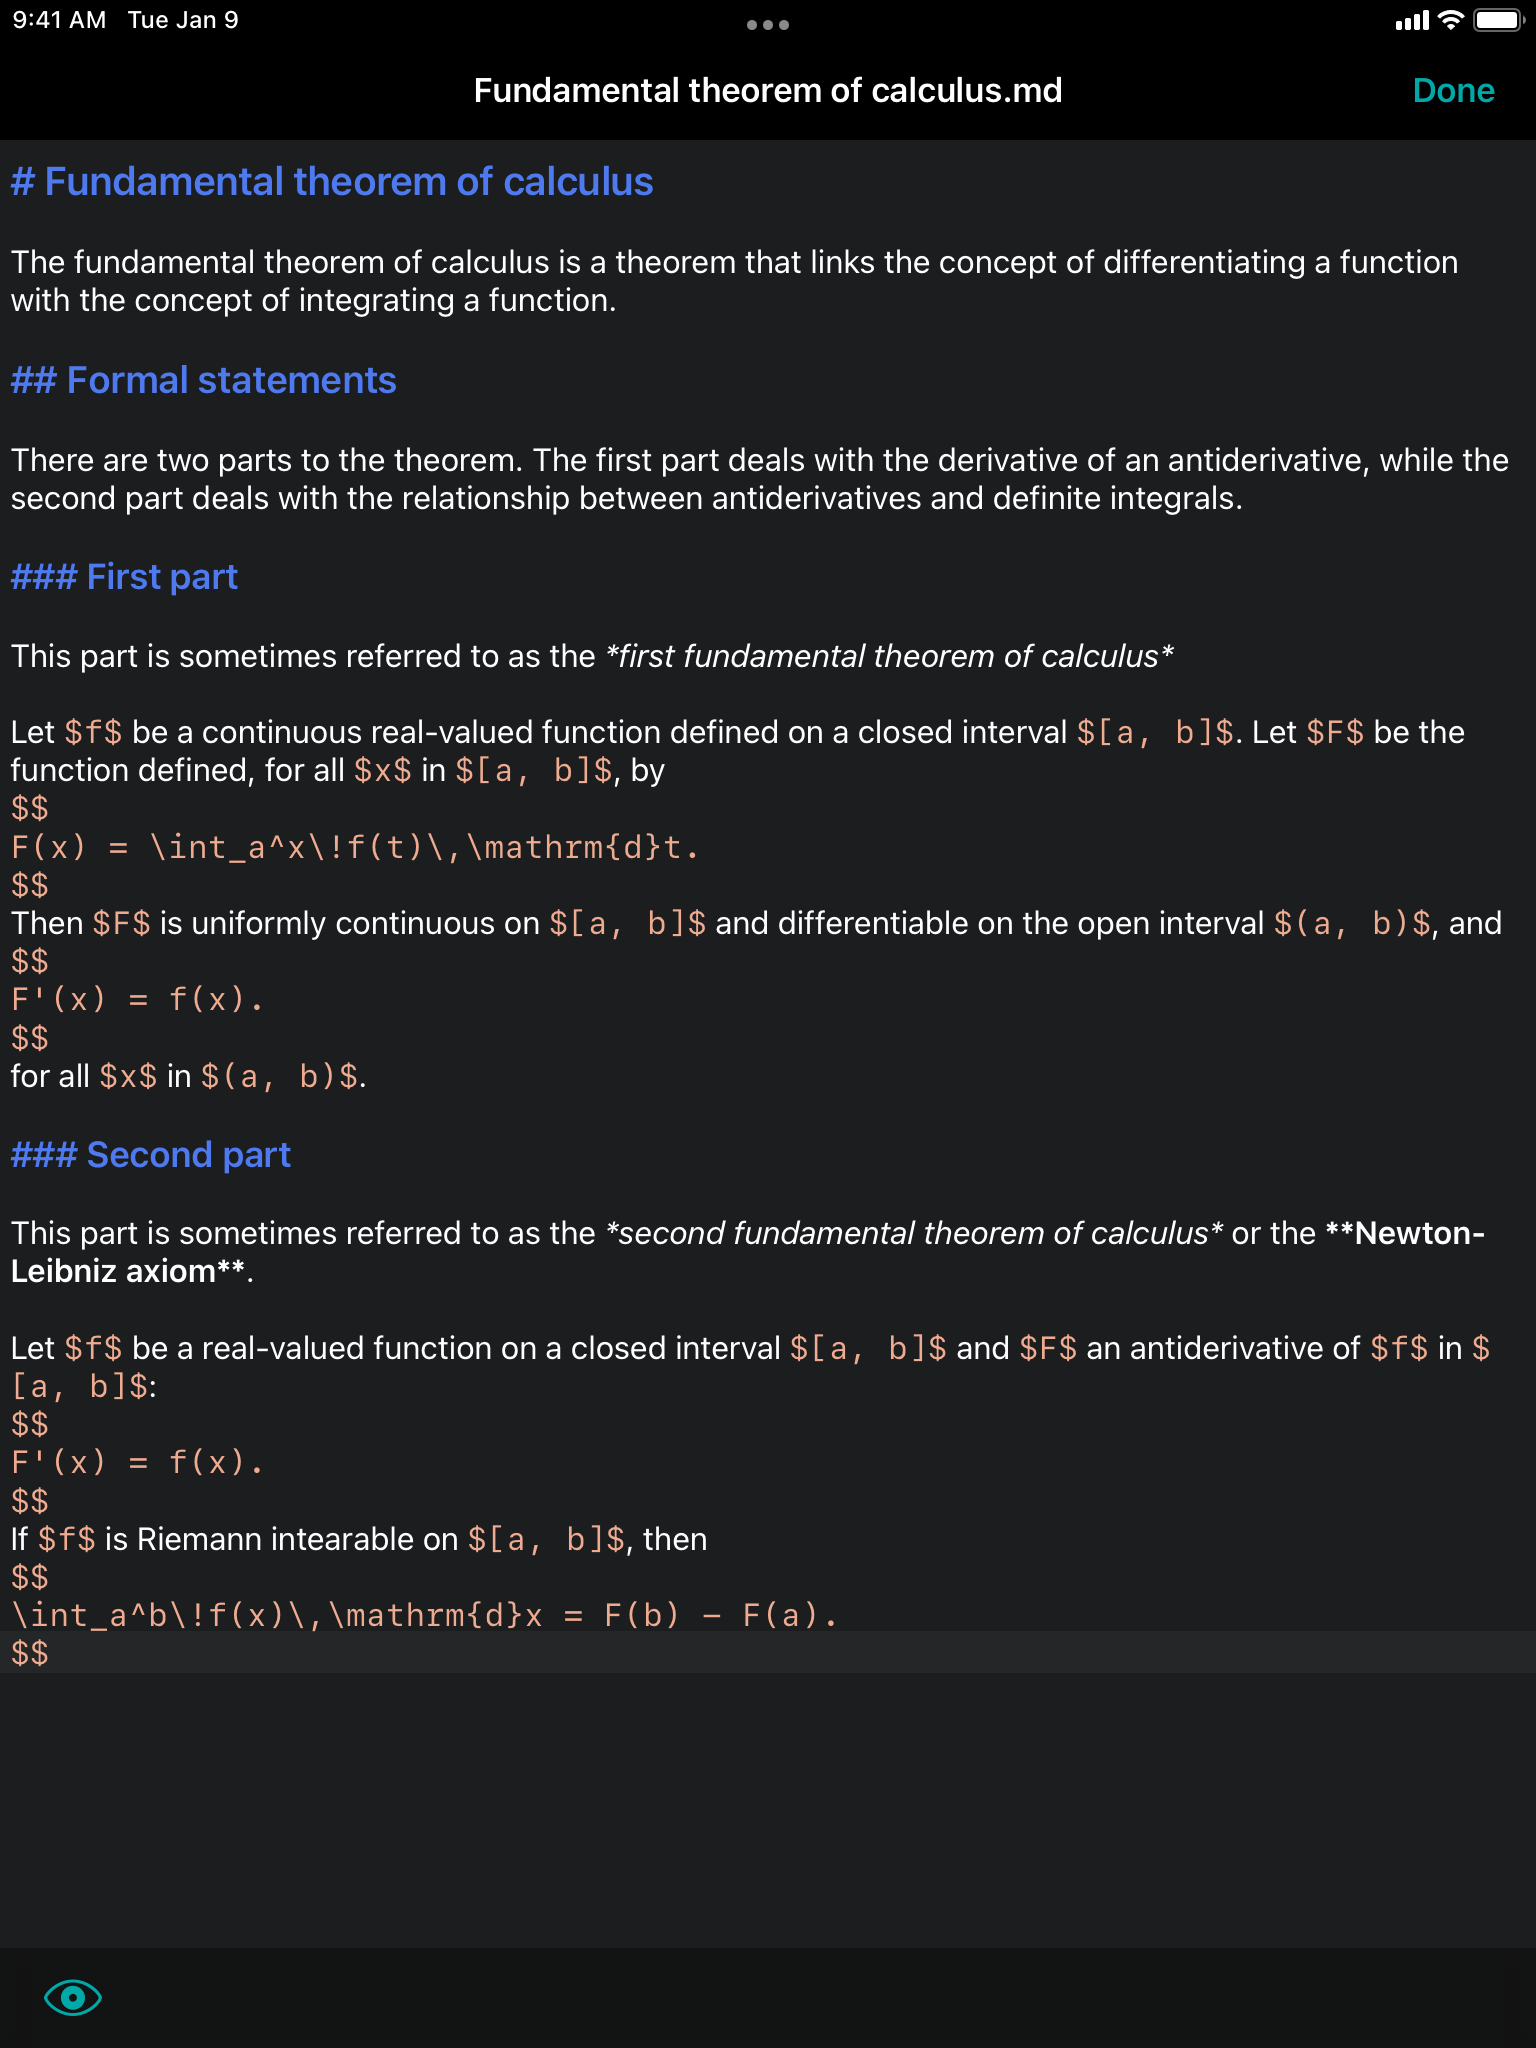 9:41 AM Tue Jan 9
Fundamental theorem of calculus.md
Done
# Fundamental theorem of calculus
The fundamental theorem of calculus is a theorem that links the concept of differentiating a function
with the concept of integrating a function.
## Formal statements
There are two parts to the theorem. The first part deals with the derivative of an antiderivative, while the
second part deals with the relationship between antiderivatives and definite integrals.
### First part
This part is sometimes referred to as the *first fundamental theorem of calculus*
Let $f$ be a continuous real-valued function defined on a closed interval $[a, b]$. Let $F$ be the
function defined, for all $x$ in $[a, b]$, by
$$
F(x) = \int_a^x\!f(t)\,\mathrm{d}t.
$$
Then $F$ is uniformly continuous on $[a, b]$ and differentiable on the open interval $(a, b)$, and
$$
F'(x) = f(x).
$$
for all $x$ in $(a, b)$.
### Second part
This part is sometimes referred to as the *second fundamental theorem of calculus* or the **Newton-
Leibniz axiom**.
Let $f$ be a real-valued function on a closed interval $[a, b]$ and $F$ an antiderivative of $f$ in $
[a, b]$:
$$
F'(x) = f(x).
$$
If $f$ is Riemann intearable on $[a, b]$, then
$$
\int_a^b\!f(x)\,\mathrm{d}x = F(b) – F(a).
$$